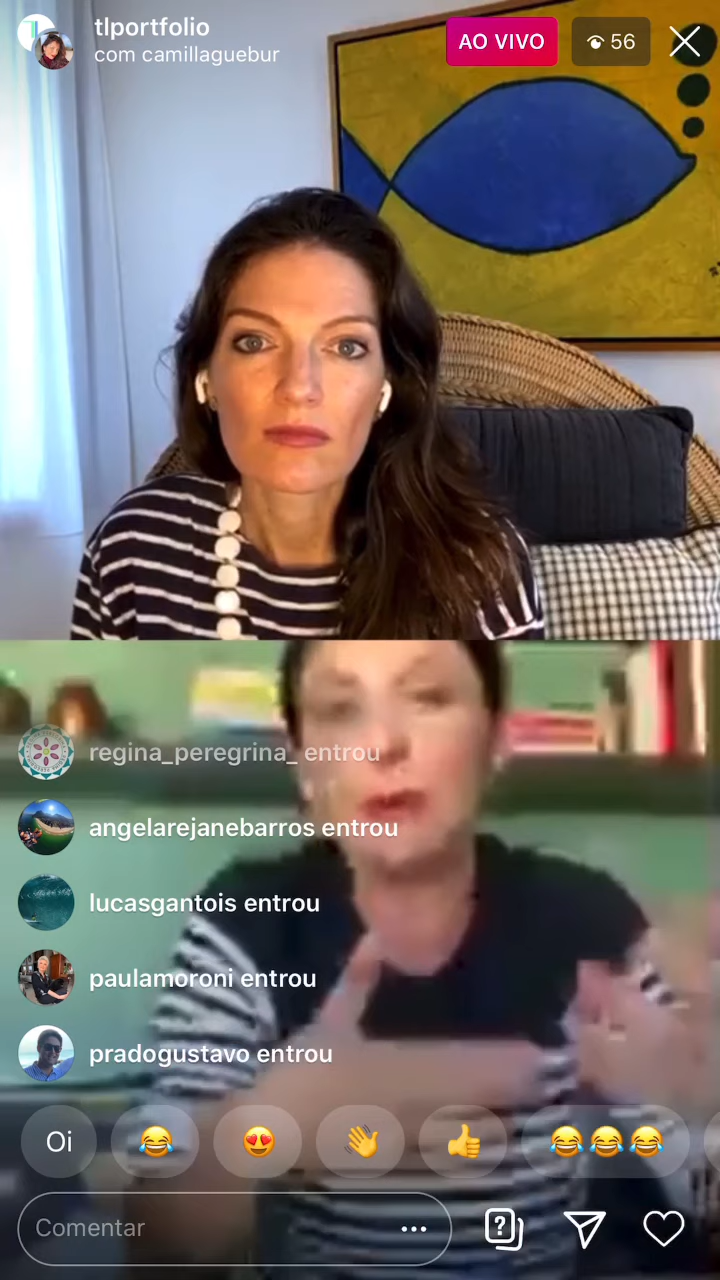 tlportfolio
com camillaguebur
AO VIVO
56
regina_peregrina_ entrou
angelarejanebarros entrou
lucasgantois entrou
paulamoroni entrou
pradogustavo entrou
Oi
Comentar